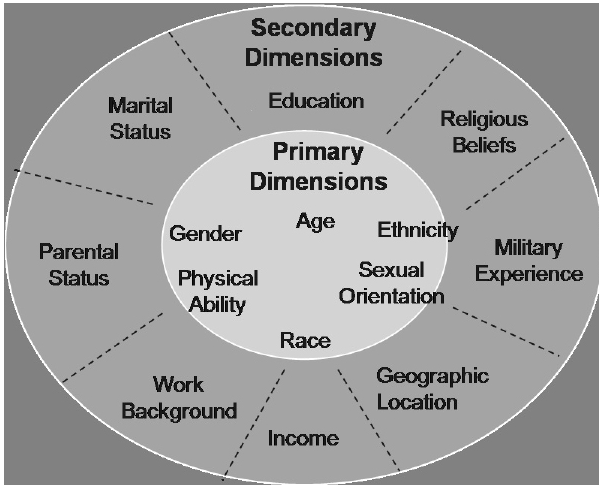 Secondary
Dimensions
Education
Marital
Status
Religious
Beliefs
Primary
Dimensions
Age
Gender
Ethnicity
Parental
Status
Military
Experience
Physical
Ability
Sexual
Orientation
Race
Work
Background
Geographic
Location
Income